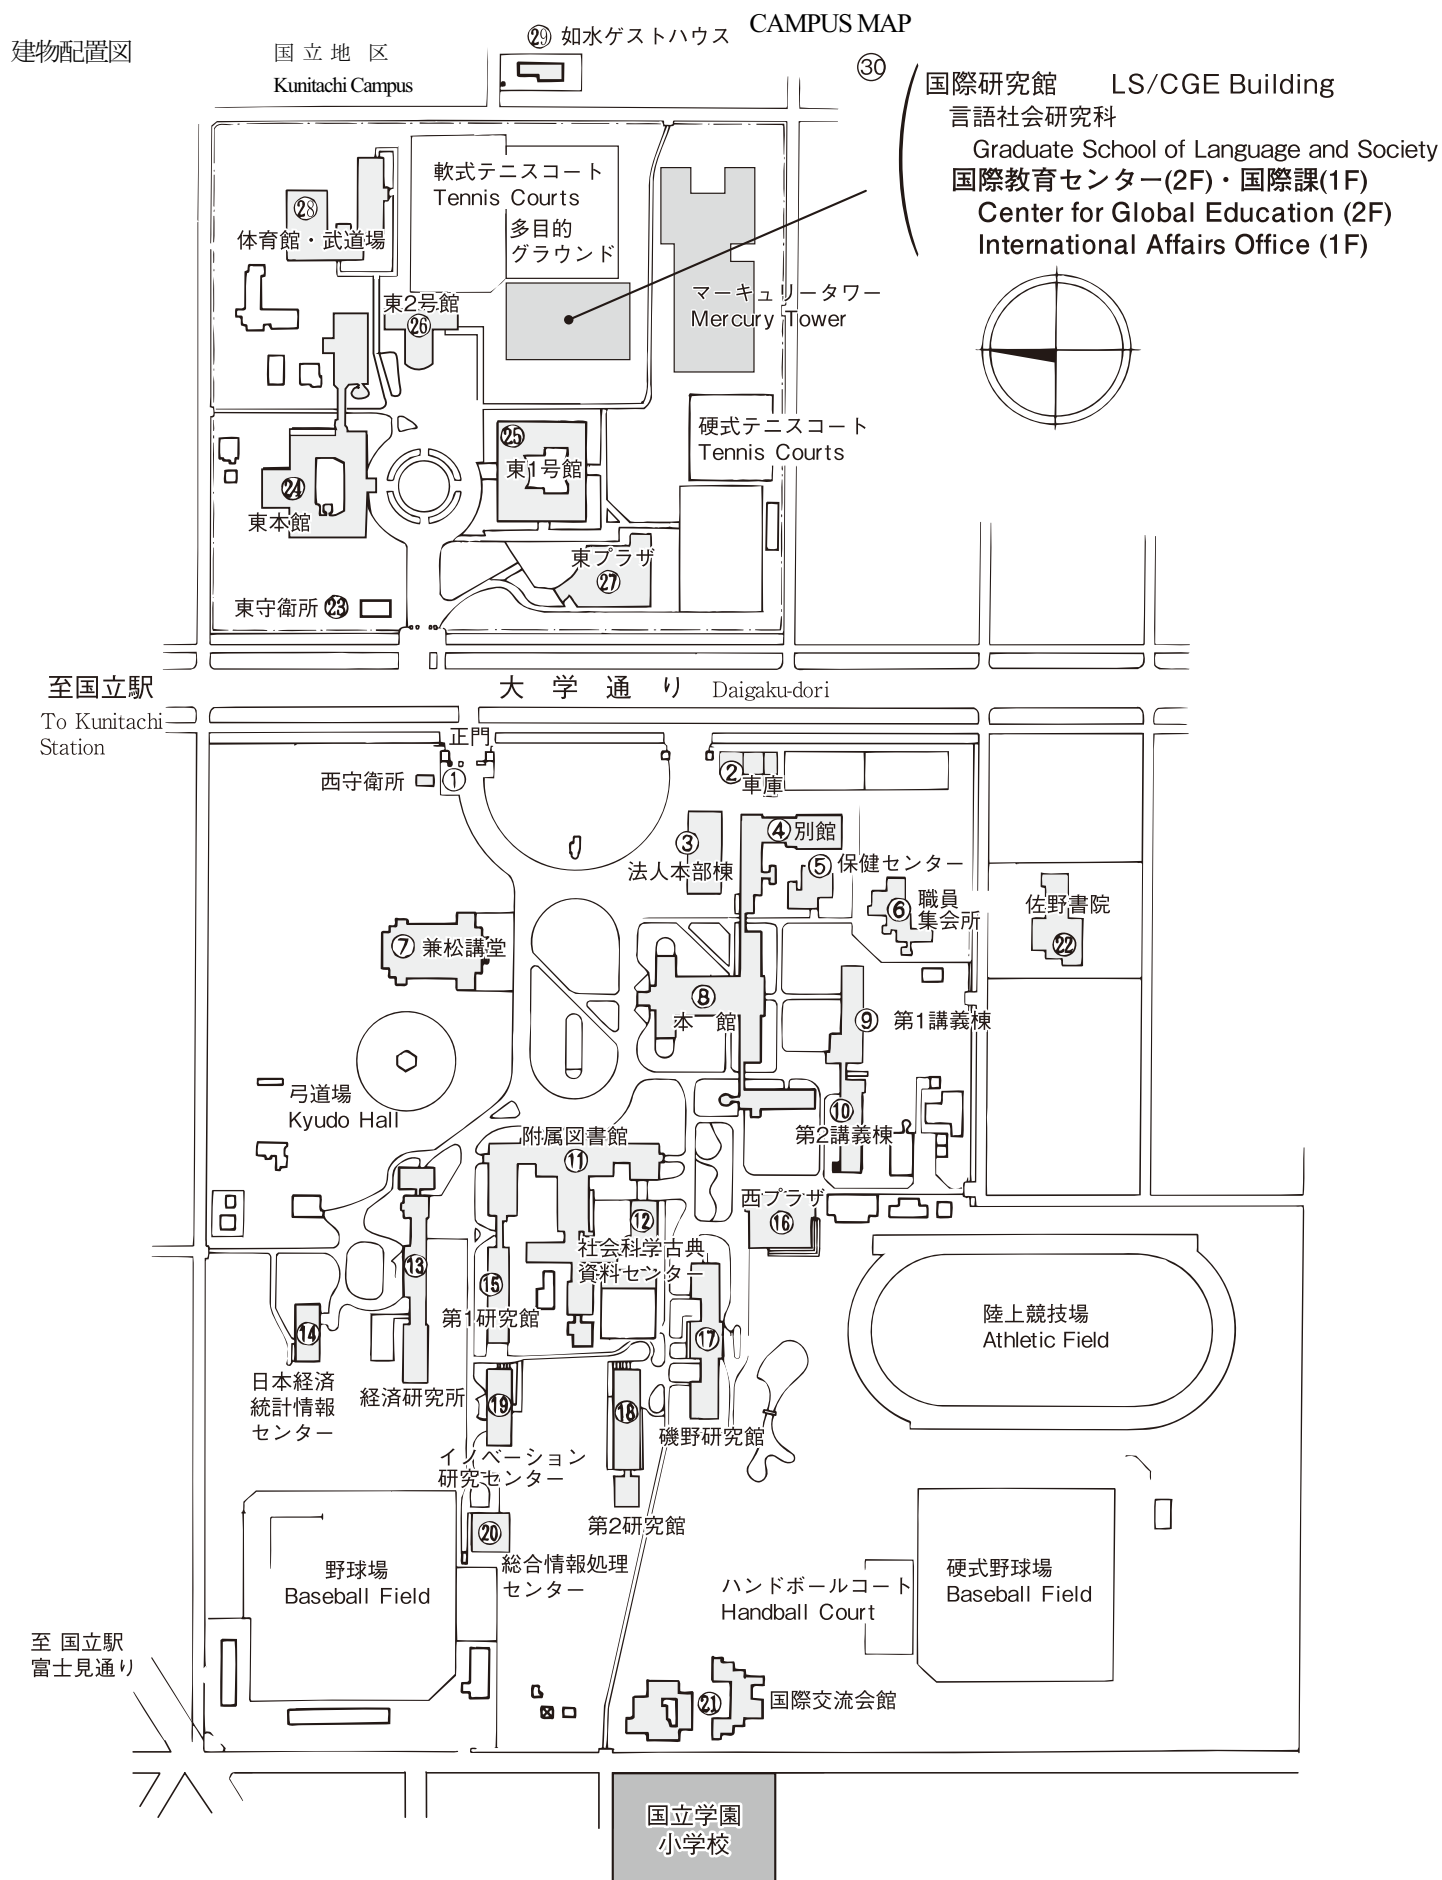 CAMPUS MAP
建物配置図
国立地区
Kunitachi Campus
㉙ 如水ゲストハウス
㉚
国際研究館 LS/CGE Building
言語社会研究科
Graduate School of Language and Society
国際教育センター(2F)・国際課(1F)
Center for Global Education (2F)
International Affairs Office (1F)
軟式テニスコート
Tennis Courts
多目的
グラウンド
㉘
体育館・武道場
東2号館
㉖
マーキュリータワー
Mercury Tower
硬式テニスコート
Tennis Courts
㉕
東1号館
㉔
東本館
東プラザ
㉗
東守衛所 ㉓
至国立駅
To Kunitachi
Station
大学通り Daigaku-dori
正門
西守衛所 ①
② 車庫
③
法人本部棟
④ 別館
⑤ 保健センター
⑥ 職員
集会所
佐野書院
㉒
⑦ 兼松講堂
⑧
本館
⑨ 第1講義棟
弓道場
Kyudo Hall
⑩
第2講義棟
附属図書館
⑪
⑫
社会科学古典
資料センター
西プラザ
⑯
⑬
⑮
第1研究館
⑭
日本経済
統計情報
センター
経済研究所
⑰
磯野研究館
陸上競技場
Athletic Field
⑲
イノベーション
研究センター
⑱
第2研究館
⑳
総合情報処理
センター
野球場
Baseball Field
ハンドボールコート
Handball Court
硬式野球場
Baseball Field
至 国立駅
富士見通り
㉑ 国際交流会館
国立学園
小学校